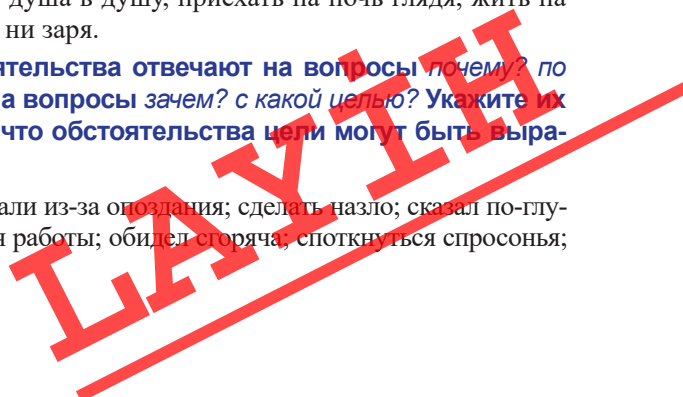 душа в душу, приехать на ночь глядя, жить на
ни заря.
ятельства отвечают на вопросы почему? по
а вопросы зачем? с какой целью? Укажите их
что обстоятельства цели могут быть выра-
али из-за опоздания; сделать назло; сказал по-глу-
я работы; обидел сгоряча; споткнуться спросонья;
LAYIH